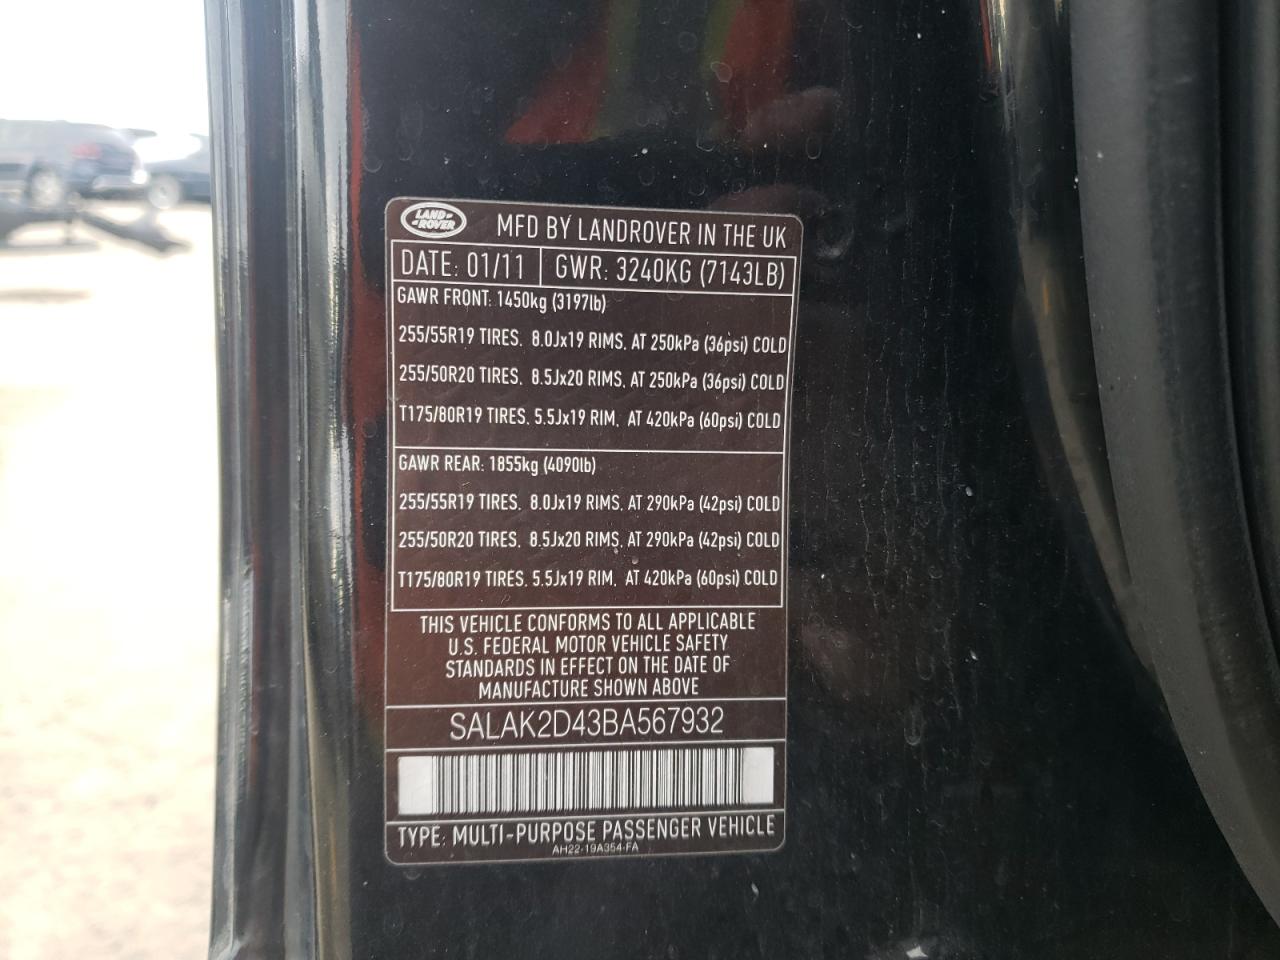 LAND-
-ROVER
MFD BY LANDROVER IN THE UK
DATE: 01/11 GWR: 3240KG (7143LB)
GAWR FRONT: 1450kg (3197lb)
255/55R19 TIRES, 8.0Jx19 RIMS, AT 250kPa (36psi) COLD
255/50R20 TIRES, 8.5Jx20 RIMS, AT 250kPa (36psi) COLD
T175/80R19 TIRES, 5.5Jx19 RIM, AT 420kPa (60psi) COLD
GAWR REAR: 1855kg (4090lb)
255/55R19 TIRES, 8.0Jx19 RIMS, AT 290kPa (42psi) COLD
255/50R20 TIRES, 8.5Jx20 RIMS, AT 290kPa (42psi) COLD
T175/80R19 TIRES, 5.5Jx19 RIM, AT 420kPa (60psi) COLD
THIS VEHICLE CONFORMS TO ALL APPLICABLE
U.S. FEDERAL MOTOR VEHICLE SAFETY
STANDARDS IN EFFECT ON THE DATE OF
MANUFACTURE SHOWN ABOVE
SALAK2D43BA567932
TYPE: MULTI-PURPOSE PASSENGER VEHICLE
AH22-19A354-FA